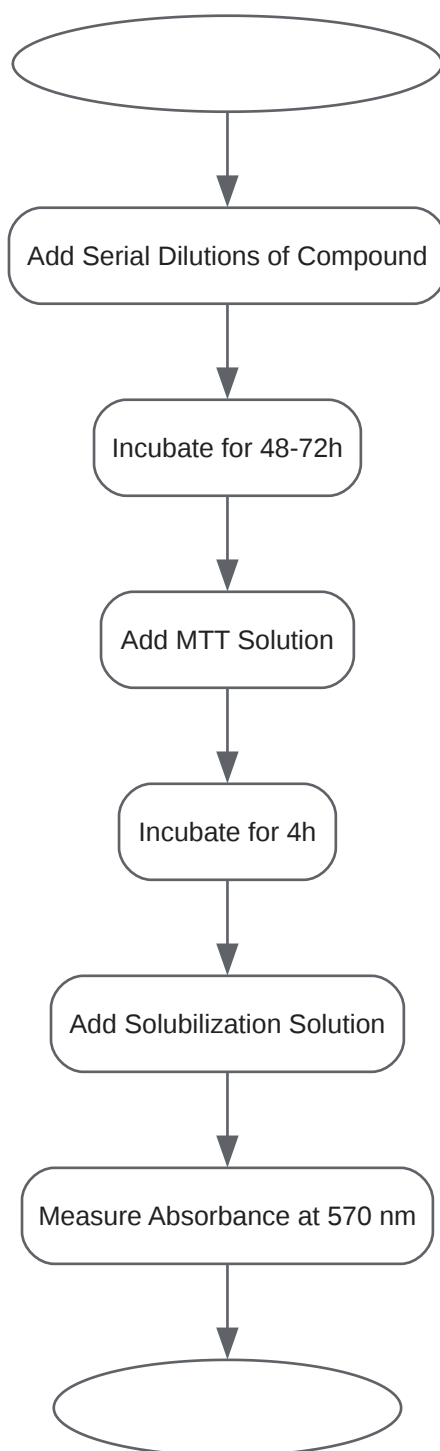 Add Serial Dilutions of Compound
Incubate for 48-72h
Add MTT Solution
Incubate for 4h
Add Solubilization Solution
Measure Absorbance at 570 nm